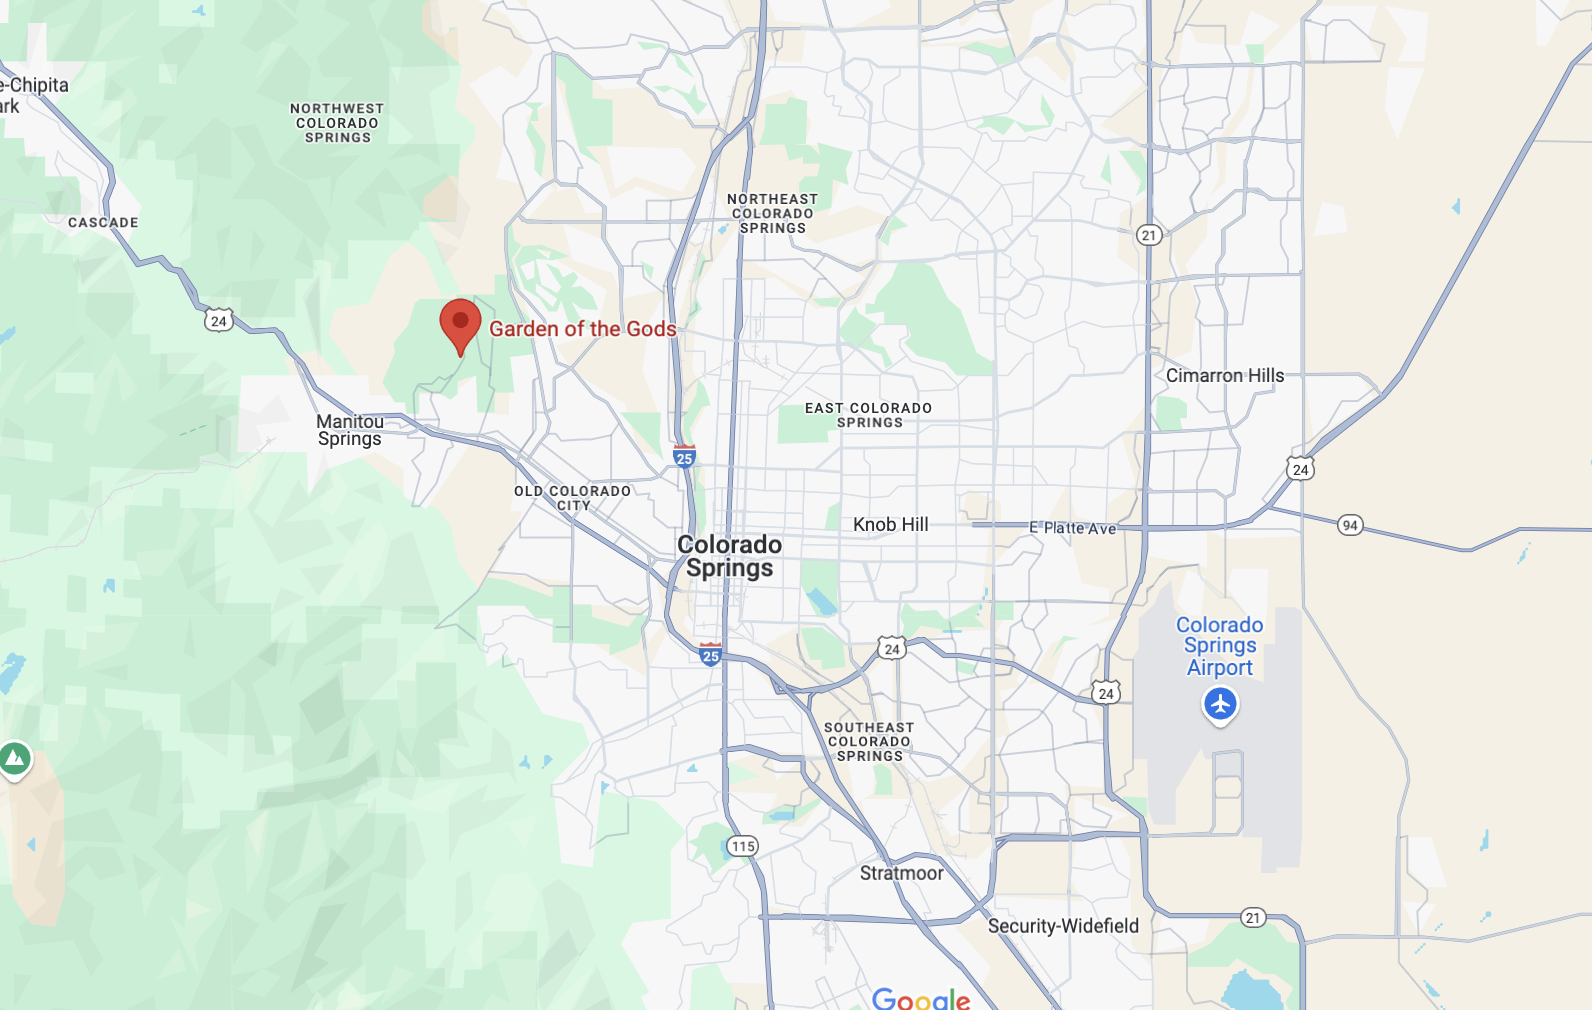 e-Chipita
ark
NORTHWEST
COLORADO
SPRINGS
CASCADE
24
NORTHEAST
COLORADO
SPRINGS
21
Garden of the Gods
Manitou
Springs
EAST COLORADO
SPRINGS
Cimarron Hills
25
24
OLD COLORADO
CITY
Knob Hill
E Platte Ave
94
Colorado
Springs
Colorado
Springs
Airport
25
24
24
SOUTHEAST
COLORADO
SPRINGS
115
Stratmoor
Security-Widefield
21
Google